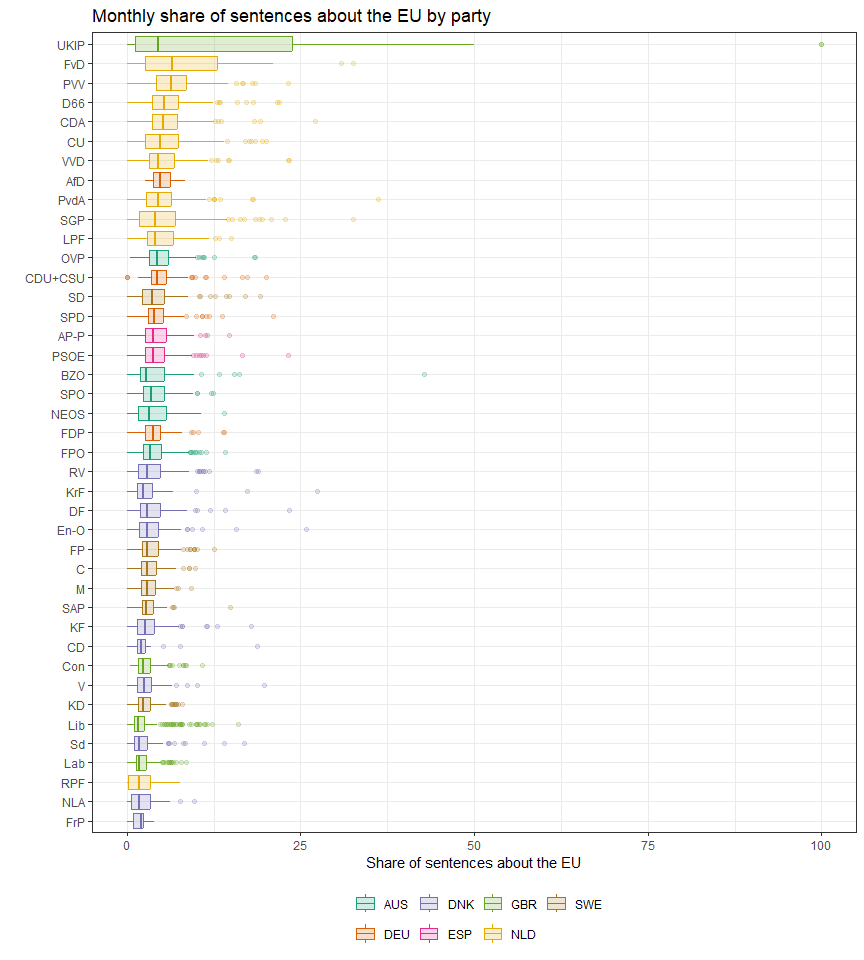 Monthly share of sentences about the EU by party
UKIP
FvD
PVV
D66
CDA
CU
VVD
AfD
PvdA
SGP
LPF
OVP
CDU+CSU
SD
SPD
AP-P
PSOE
BZO
SPO
NEOS
FDP
FPO
RV
KrF
DF
En-O
FP
C
M
SAP
KF
CD
Con
V
KD
Lib
Sd
Lab
RPF
NLA
FrP
0 25 50 75 100
Share of sentences about the EU
AUS DNK GBR SWE
DEU ESP NLD